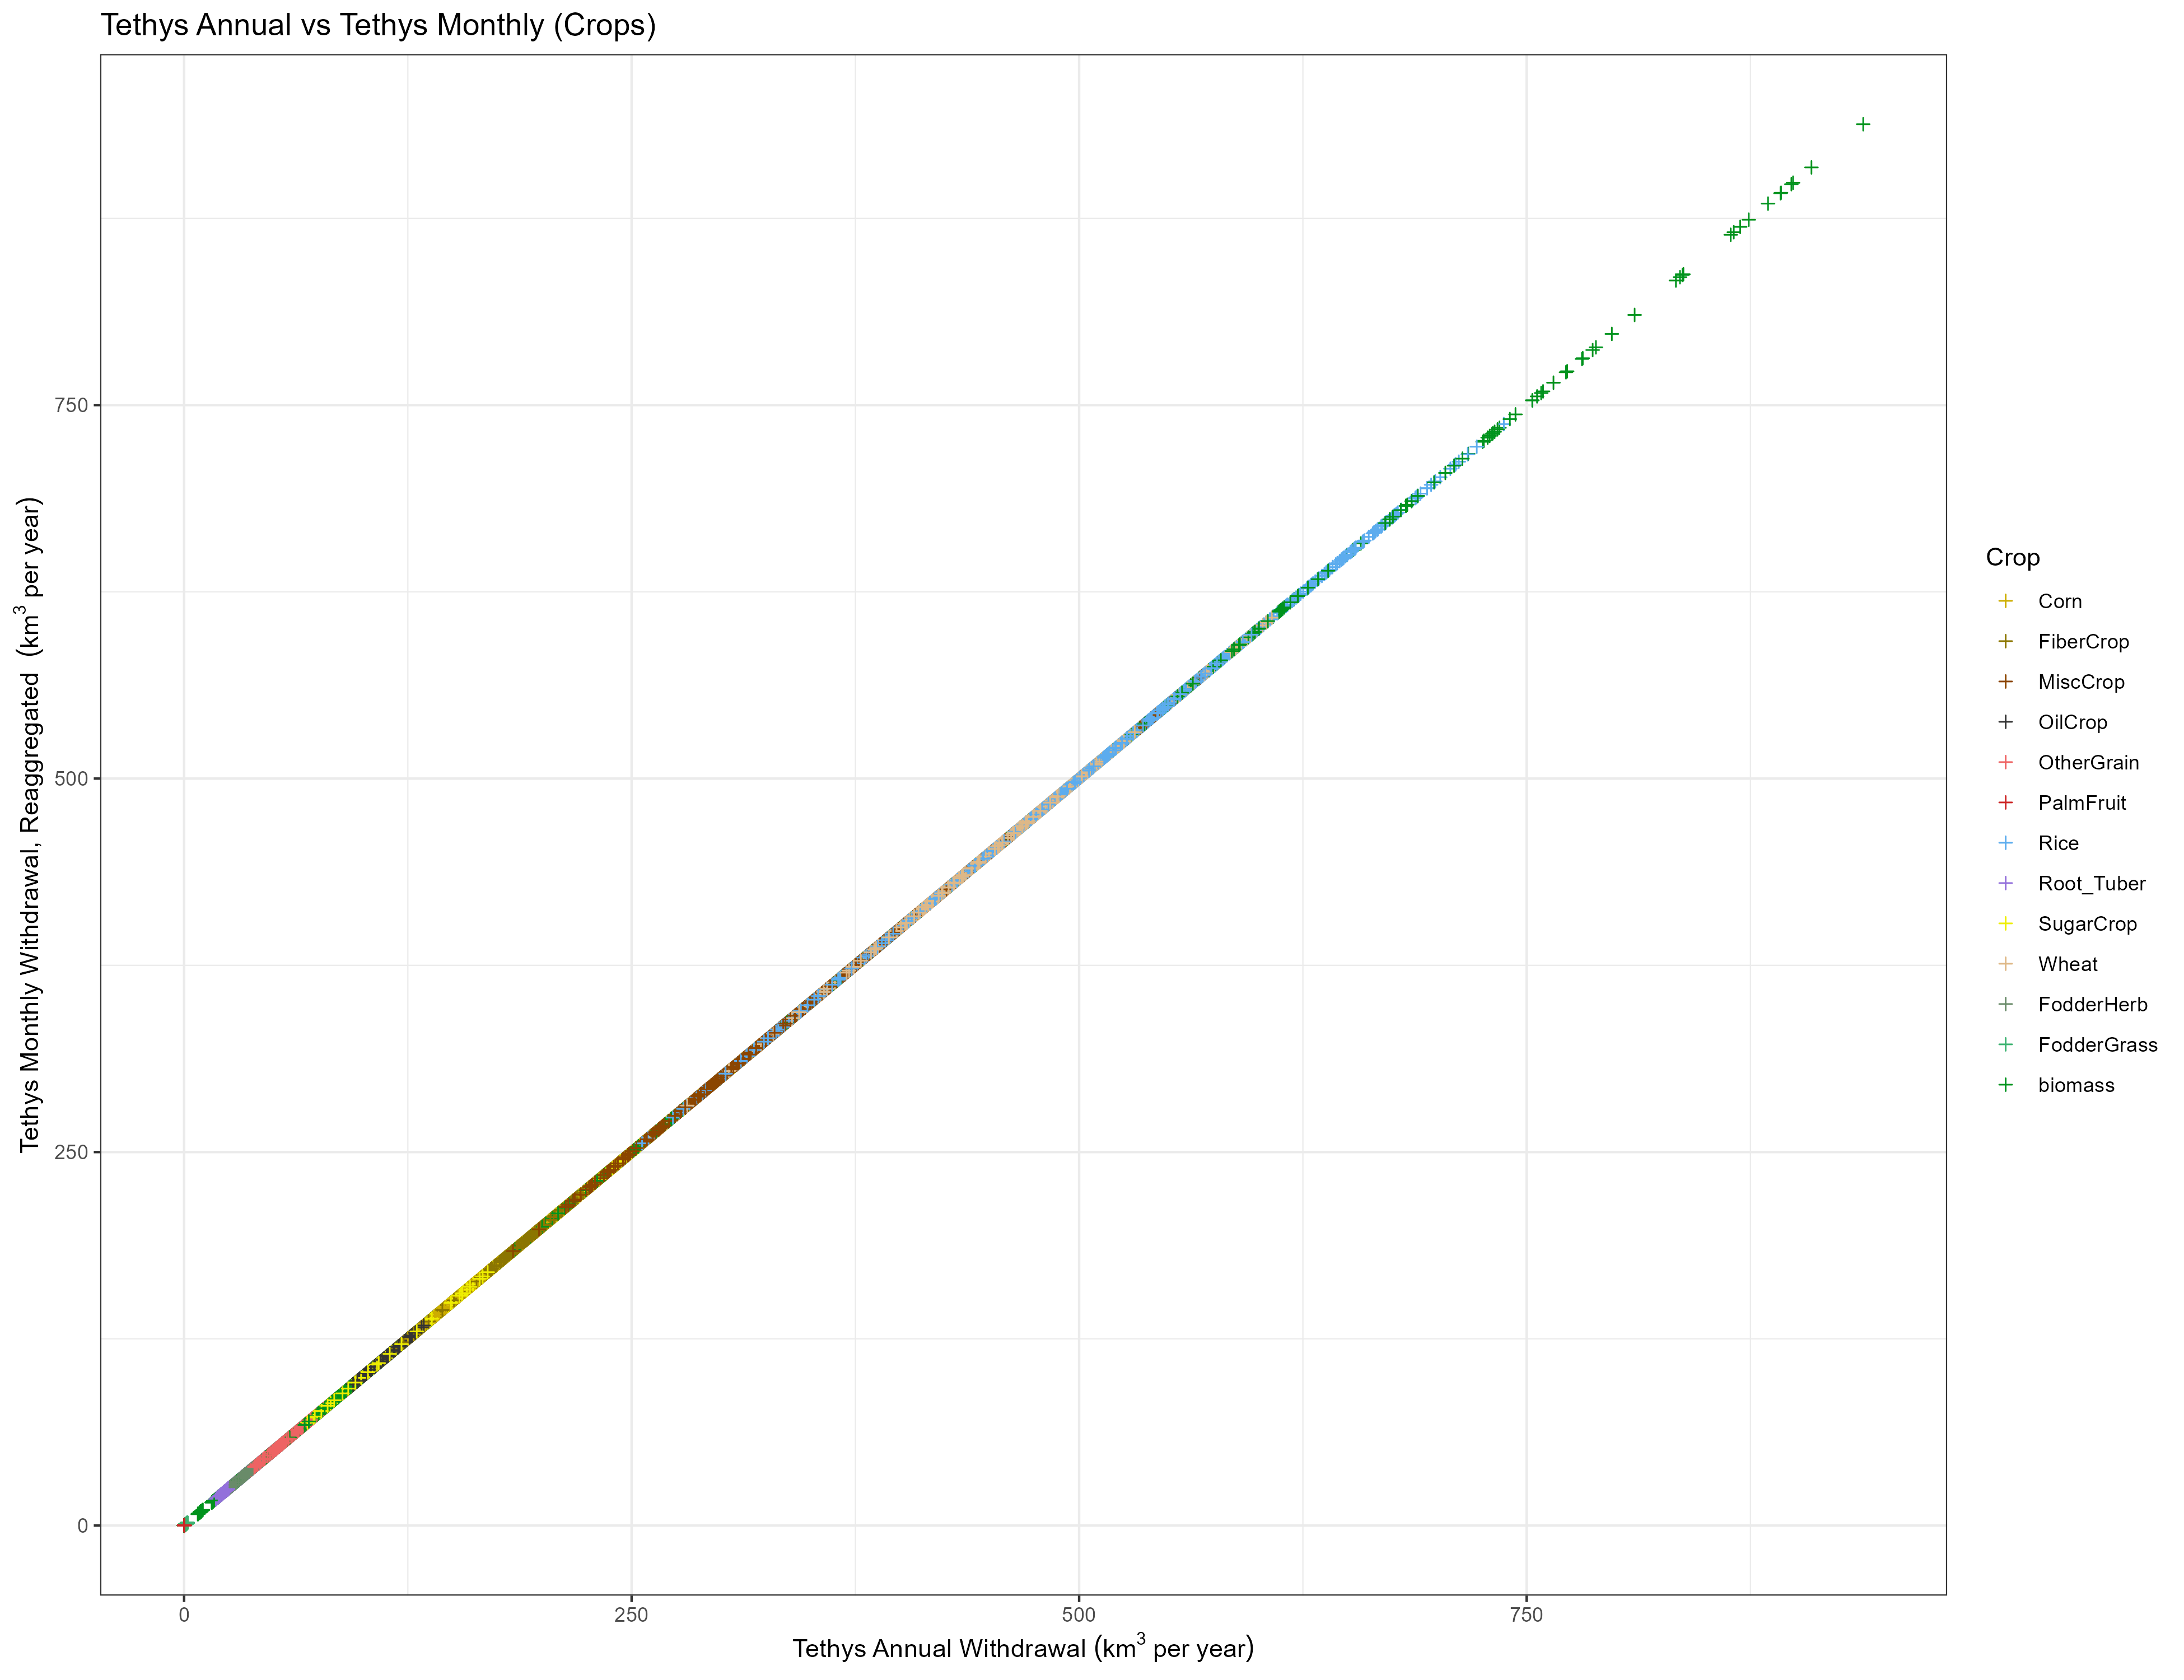 Tethys Annual vs Tethys Monthly (Crops)
Tethys Monthly Withdrawal, Reaggregated (km³ per year)
750
500
250
0
0 250 500 750
Tethys Annual Withdrawal (km³ per year)
Crop
Corn
FiberCrop
MiscCrop
OilCrop
OtherGrain
PalmFruit
Rice
Root_Tuber
SugarCrop
Wheat
FodderHerb
FodderGrass
biomass